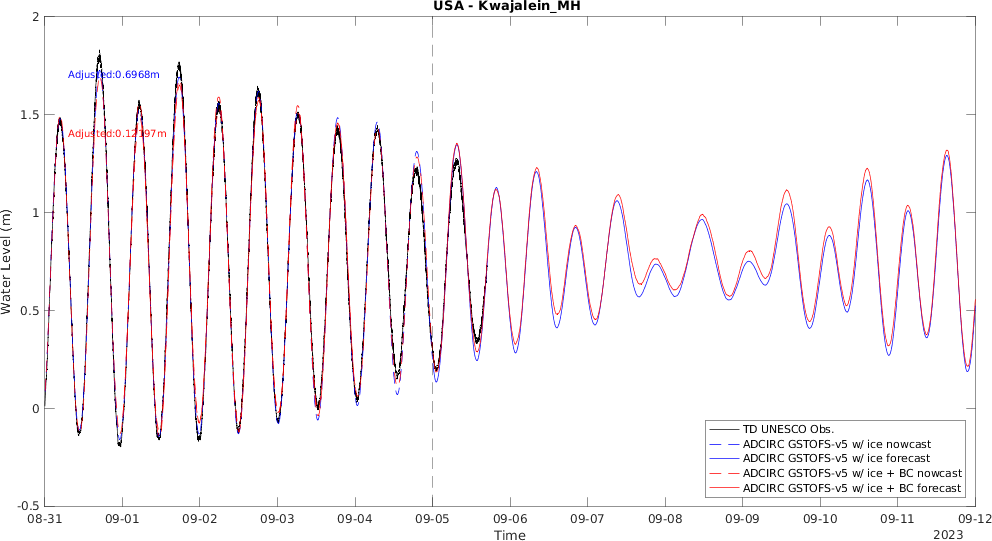 USA - Kwajalein_MH
2
1.5
1
0.5
0
-0.5
Water Level (m)
Adjusted:0.6968m
Adjusted:0.12197m
TD UNESCO Obs.
ADCIRC GSTOFS-v5 w/ ice nowcast
ADCIRC GSTOFS-v5 w/ ice forecast
ADCIRC GSTOFS-v5 w/ ice + BC nowcast
ADCIRC GSTOFS-v5 w/ ice + BC forecast
08-31 09-01 09-02 09-03 09-04 09-05 09-06 09-07 09-08 09-09 09-10 09-11 09-12
Time
2023